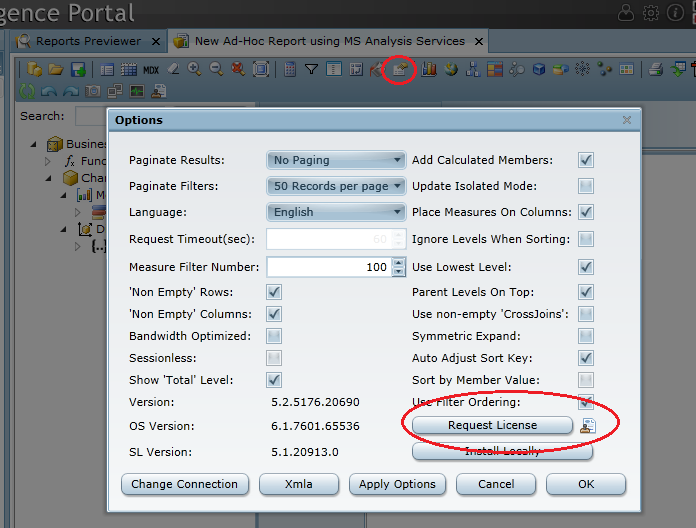 gence Portal
Reports Previewer
New Ad-Hoc Report using MS Analysis Services
MDX
Search:
Busines
Func
Cha
M
D
Options
Paginate Results: No Paging Add Calculated Members:
Paginate Filters: 50 Records per page Update Isolated Mode:
Language: English Place Measures On Columns:
Request Timeout(sec): 60 Ignore Levels When Sorting:
Measure Filter Number: 100 Use Lowest Level:
'Non Empty' Rows: Parent Levels On Top:
'Non Empty' Columns: Use non-empty 'CrossJoins':
Bandwidth Optimized: Symmetric Expand:
Sessionless: Auto Adjust Sort Key:
Show 'Total' Level: Sort by Member Value:
Version: 5.2.5176.20690 Use Filter Ordering:
OS Version: 6.1.7601.65536 Request License
SL Version: 5.1.20913.0 Install Locally
Change Connection Xmla Apply Options Cancel OK